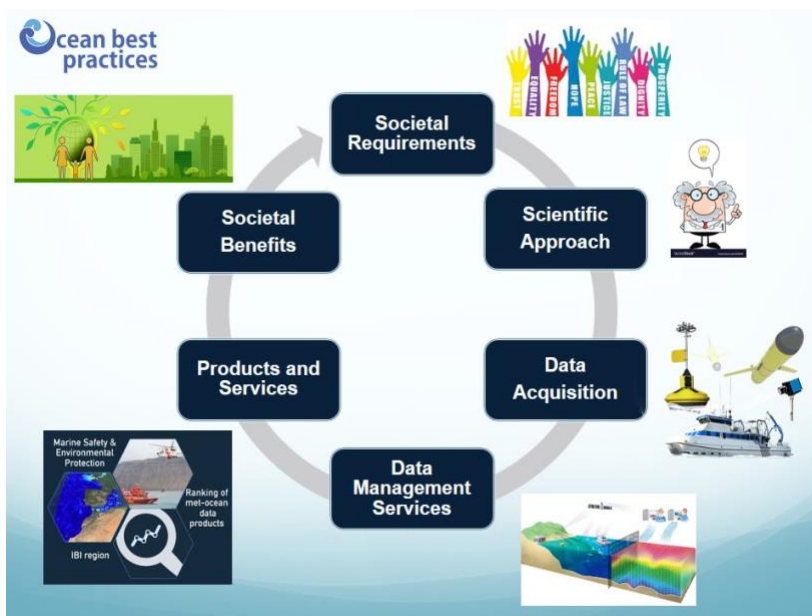 Ocean best
practices
TRUST
EQUALITY
FREEDOM
HOPE
PEACE
JUSTICE
RULE OF LAW
DIGNITY
PROSPERITY
Societal
Requirements
Scientific
Approach
Data
Acquisition
Data
Management
Services
Products and
Services
Societal
Benefits
Marine Safety &
Environmental
Protection
Ranking of
met-ocean
data
products
IBI region